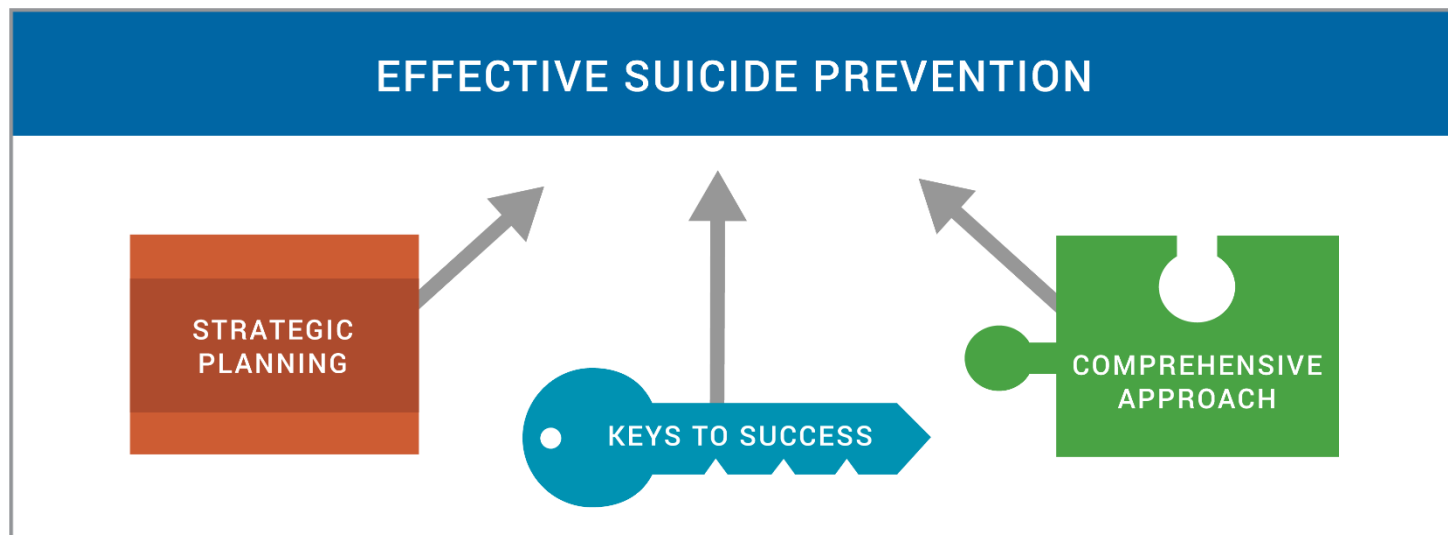 EFFECTIVE SUICIDE PREVENTION
STRATEGIC
PLANNING
KEYS TO SUCCESS
COMPREHENSIVE
APPROACH